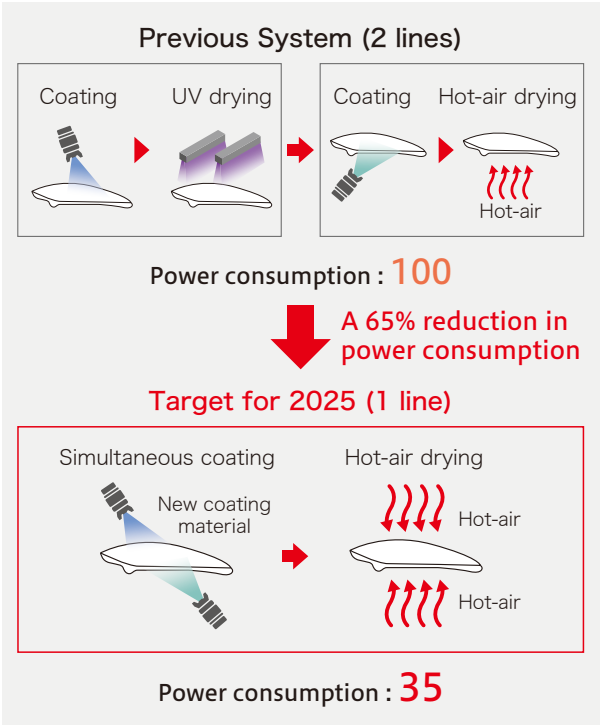 Previous System (2 lines)
Coating
UV drying
Coating
Hot-air drying
Hot-air
Power consumption : 100
A 65% reduction in
power consumption
Target for 2025 (1 line)
Simultaneous coating
Hot-air drying
New coating
material
Hot-air
Hot-air
Power consumption : 35